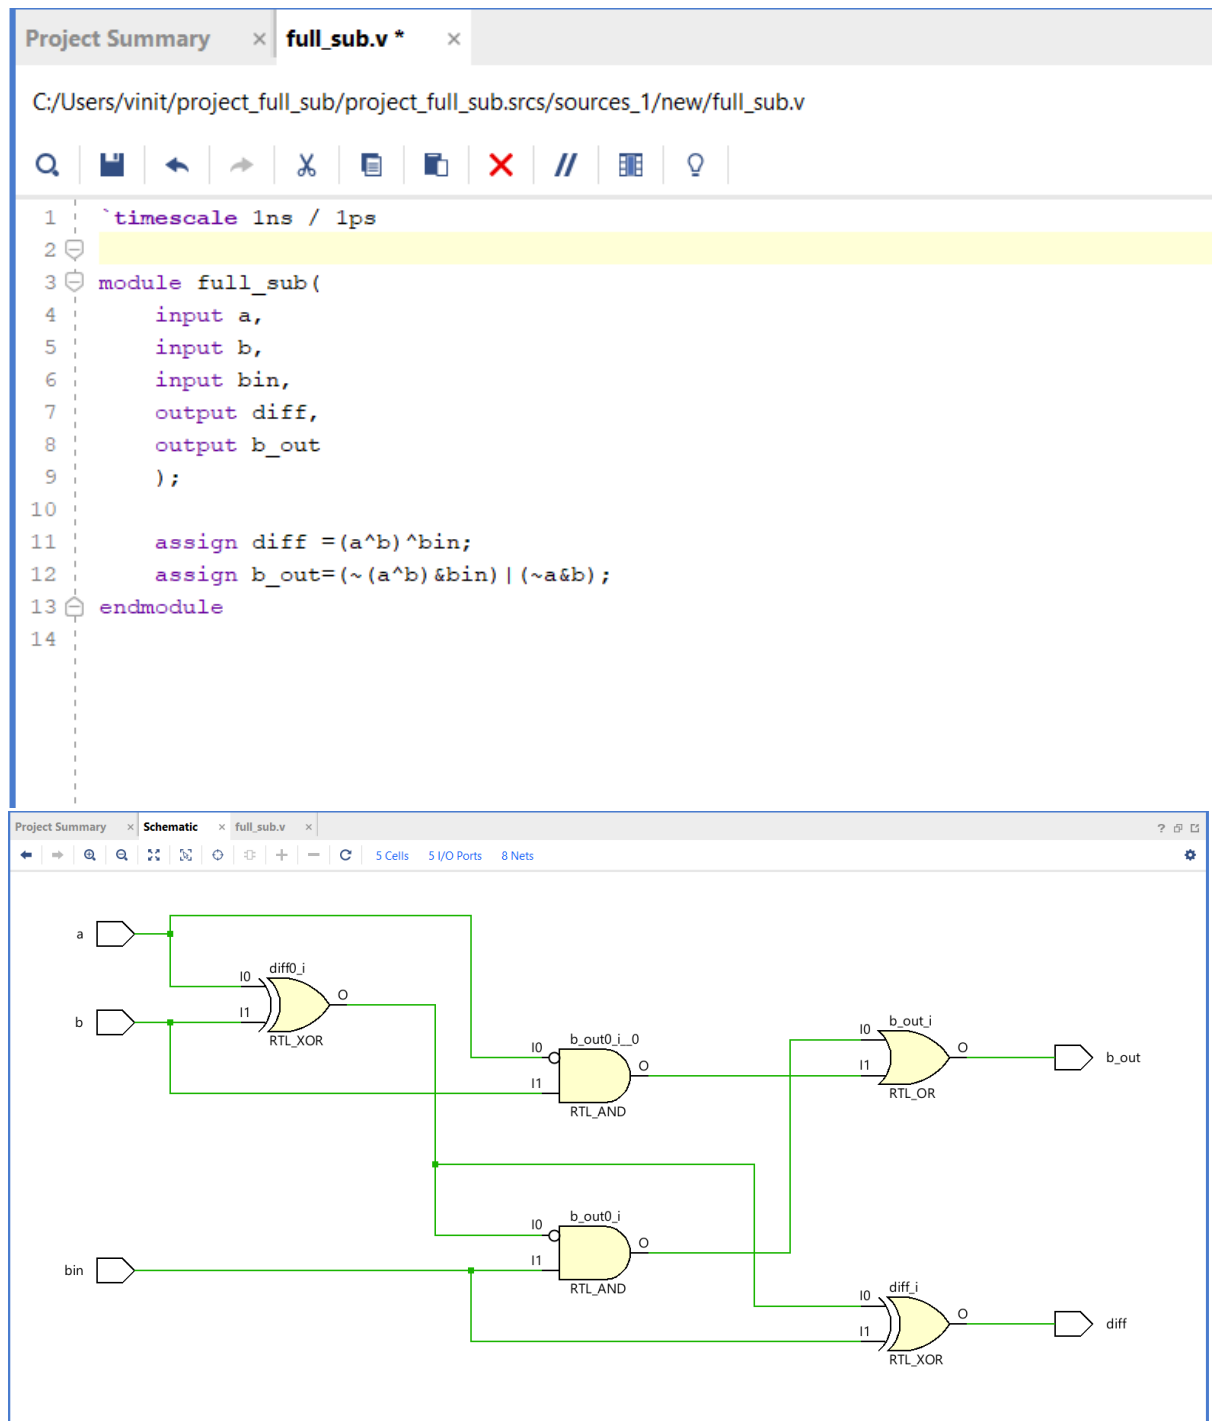 Project Summary × full_sub.v * ×
C:/Users/vinit/project_full_sub/project_full_sub.srcs/sources_1/new/full_sub.v
1 `timescale 1ns / 1ps
2
3 module full_sub(
4 input a,
5 input b,
6 input bin,
7 output diff,
8 output b_out
9 );
10
11 assign diff =(a^b)^bin;
12 assign b_out=(~(a^b)&bin)|(~a&b);
13 endmodule
14
Project Summary × Schematic × full_sub.v ×
5 Cells 5 I/O Ports 8 Nets
a
diff0_i
I0
O
b
I1
RTL_XOR
b_out0_i__0
I0
O
I1
RTL_AND
b_out_i
I0
O
b_out
I1
RTL_OR
b_out0_i
I0
O
bin
I1
RTL_AND
diff_i
I0
O
diff
I1
RTL_XOR